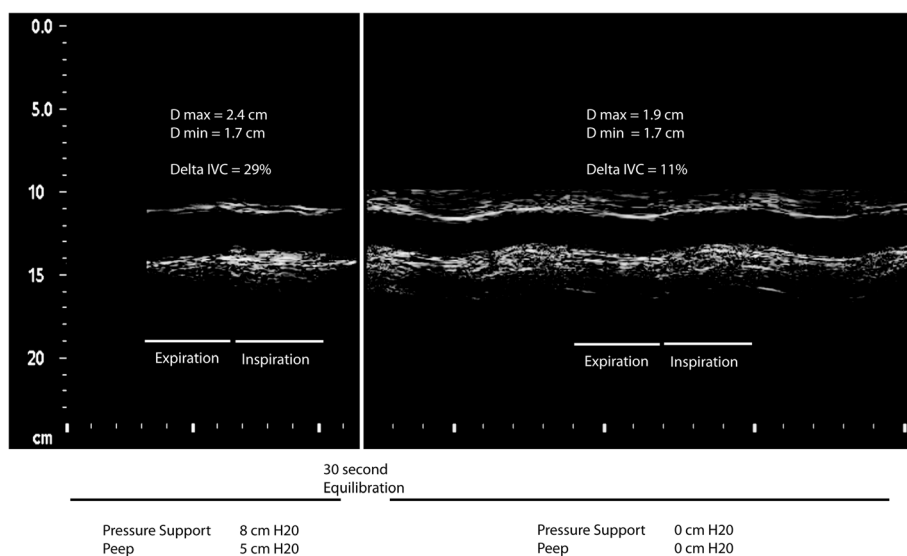 0.0
5.0
D max = 2.4 cm
D min = 1.7 cm
Delta IVC = 29%
D max = 1.9 cm
D min = 1.7 cm
Delta IVC = 11%
10
15
20
cm
Expiration Inspiration
Expiration Inspiration
30 second
Equilibration
Pressure Support 8 cm H20
Peep 5 cm H20
Pressure Support 0 cm H20
Peep 0 cm H20